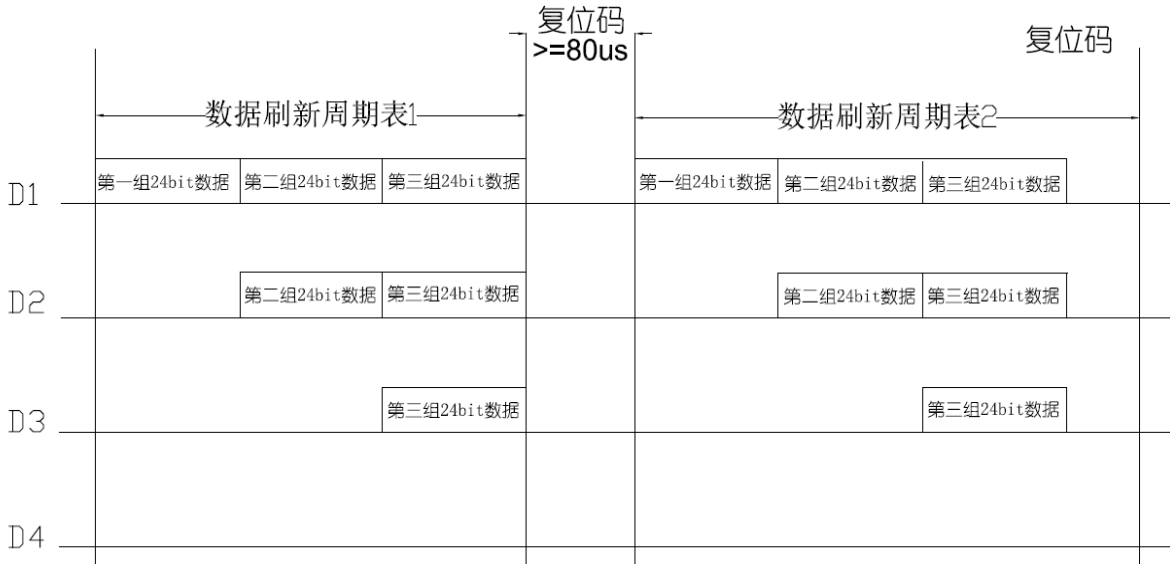 复位码
>=80us
复位码
数据刷新周期表1
数据刷新周期表2
D1
第一组24bit数据
第二组24bit数据
第三组24bit数据
第一组24bit数据
第二组24bit数据
第三组24bit数据
D2
第二组24bit数据
第三组24bit数据
第二组24bit数据
第三组24bit数据
D3
第三组24bit数据
第三组24bit数据
D4